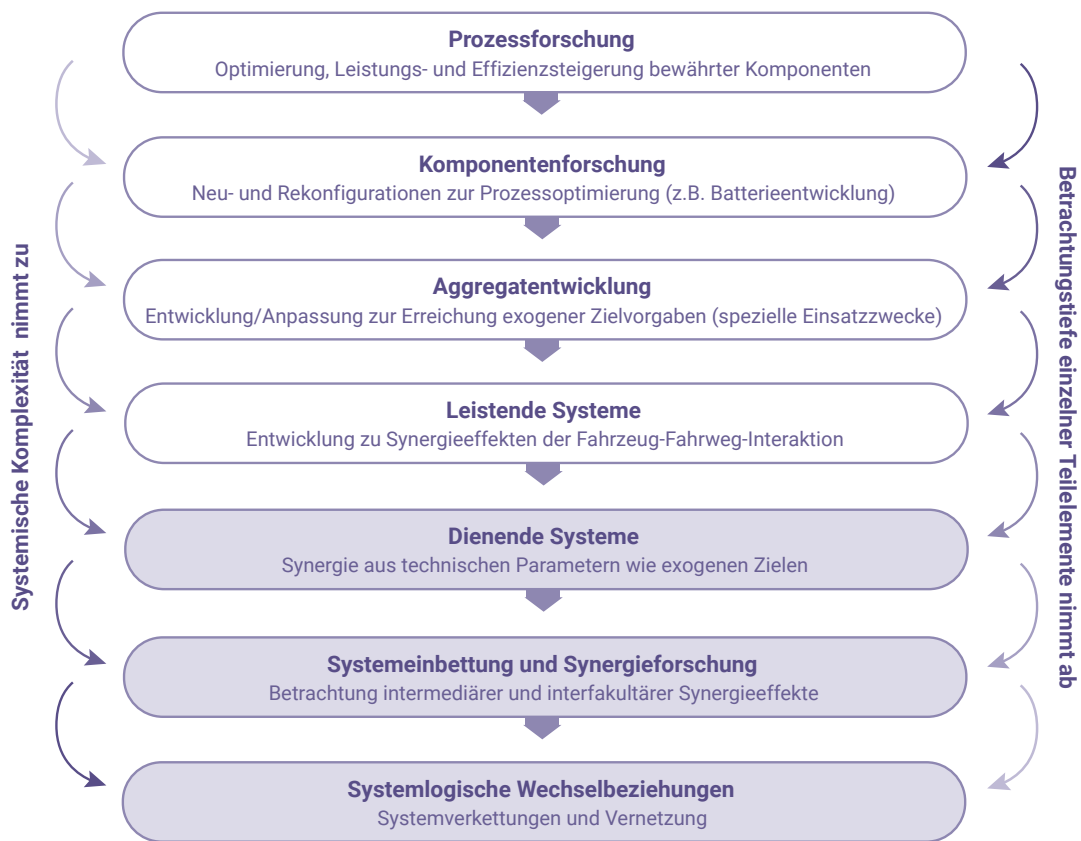 Prozessforschung
Optimierung, Leistungs- und Effizienzsteigerung bewährter Komponenten
Komponentenforschung
Neu- und Rekonfigurationen zur Prozessoptimierung (z.B. Batterieentwicklung)
Aggregatentwicklung
Entwicklung/Anpassung zur Erreichung exogener Zielvorgaben (spezielle Einsatzzwecke)
Leistende Systeme
Entwicklung zu Synergieeffekten der Fahrzeug-Fahrweg-Interaktion
Dienende Systeme
Synergie aus technischen Parametern wie exogenen Zielen
Systemeinbettung und Synergieforschung
Betrachtung intermediärer und interfakultärer Synergieeffekte
Systemlogische Wechselbeziehungen
Systemverkettungen und Vernetzung
Systemische Komplexität nimmt zu
Betrachtungstiefe einzelner Teilelemente nimmt ab